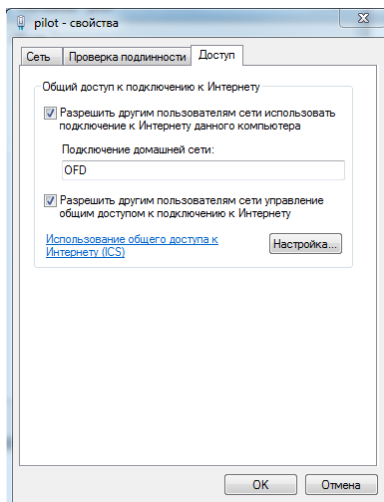 pilot - свойства
Сеть Проверка подлинности Доступ
Общий доступ к подключению к Интернету
Разрешить другим пользователям сети использовать
подключение к Интернету данного компьютера
Подключение домашней сети:
OFD
Разрешить другим пользователям сети управление
общим доступом к подключению к Интернету
Использование общего доступа к
Интернету (ICS)
Настройка...
OK Отмена